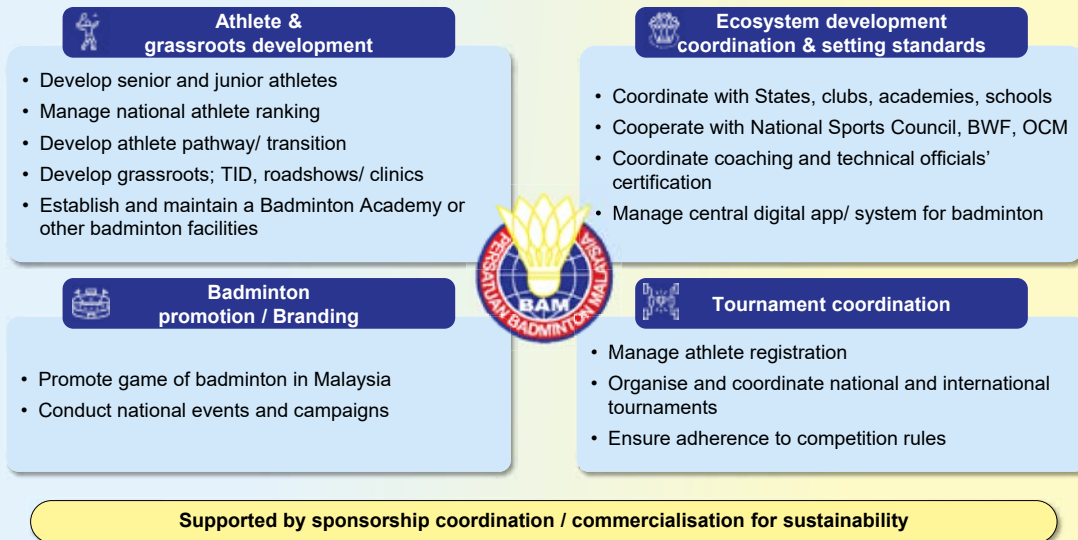 Athlete &
grassroots development
• Develop senior and junior athletes
• Manage national athlete ranking
• Develop athlete pathway/ transition
• Develop grassroots; TID, roadshows/ clinics
• Establish and maintain a Badminton Academy or
other badminton facilities
Ecosystem development
coordination & setting standards
• Coordinate with States, clubs, academies, schools
• Cooperate with National Sports Council, BWF, OCM
• Coordinate coaching and technical officials'
certification
• Manage central digital app/ system for badminton
PERSATUAN BADMINTON MALAYSIA
BAM
Badminton
promotion / Branding
• Promote game of badminton in Malaysia
• Conduct national events and campaigns
Tournament coordination
• Manage athlete registration
• Organise and coordinate national and international
tournaments
• Ensure adherence to competition rules
Supported by sponsorship coordination / commercialisation for sustainability